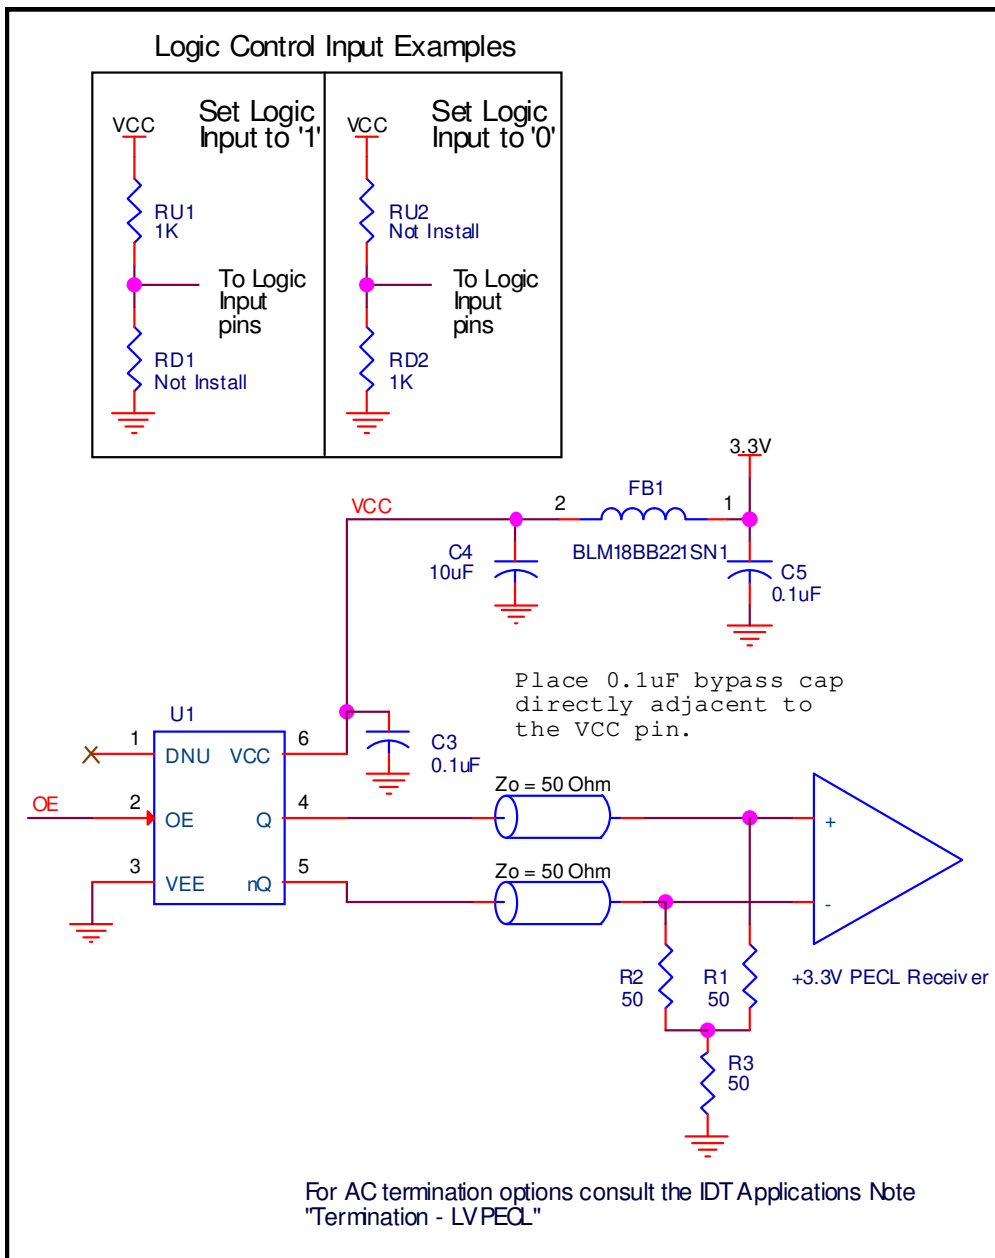 Logic Control Input Examples
Set Logic
Input to '1'
VCC
RU1
1K
To Logic
Input
pins
RD1
Not Install
Set Logic
Input to '0'
VCC
RU2
Not Install
To Logic
Input
pins
RD2
1K
3.3V
VCC
2
FB1
1
BLM18BB221SN1
C4
10uF
C5
0.1uF
Place 0.1uF bypass cap
directly adjacent to
the VCC pin.
U1
1
DNU
VCC
6
C3
0.1uF
OE
2
OE
Q
4
Zo = 50 Ohm
+
3
VEE
nQ
5
Zo = 50 Ohm
-
R2
50
R1
50
+3.3V PECL Receiver
R3
50
For AC termination options consult the IDT Applications Note
"Termination - LVPECL"